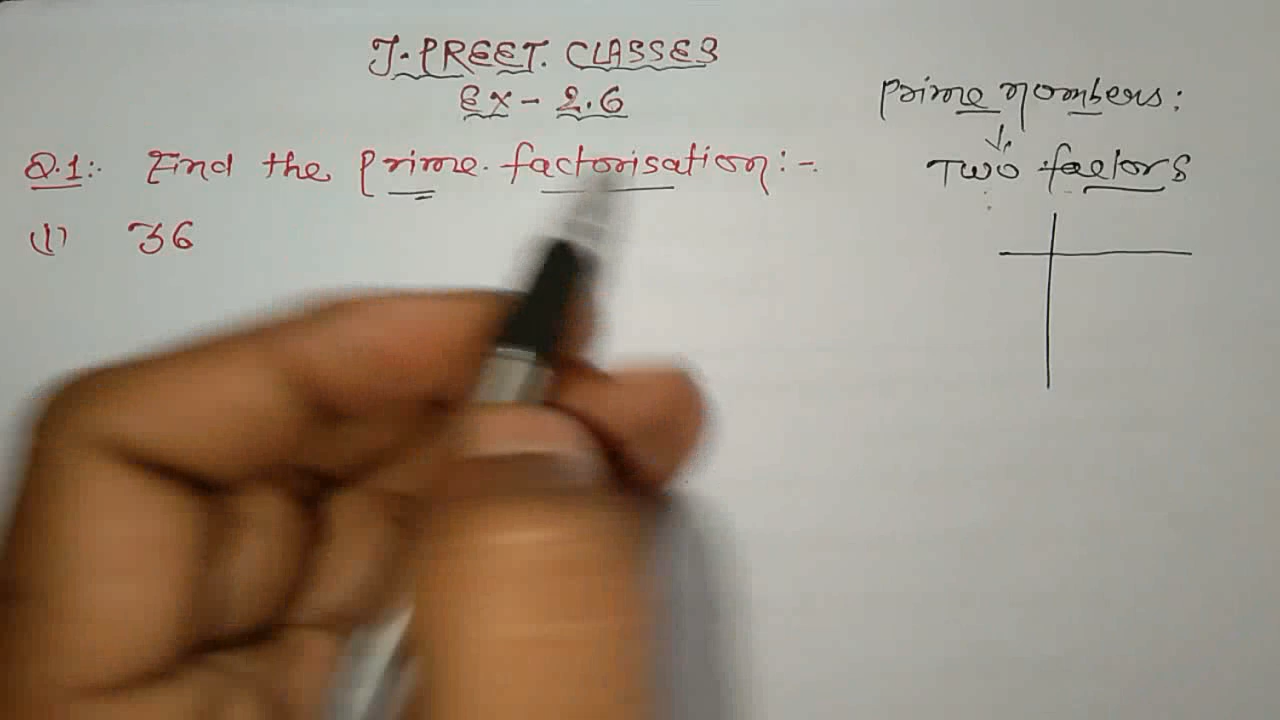 J.PREET. CLASSES
EX - 2.6
Q.1:. Find the prime factorisation:-
(1) 36
prime numbers:
Two factors